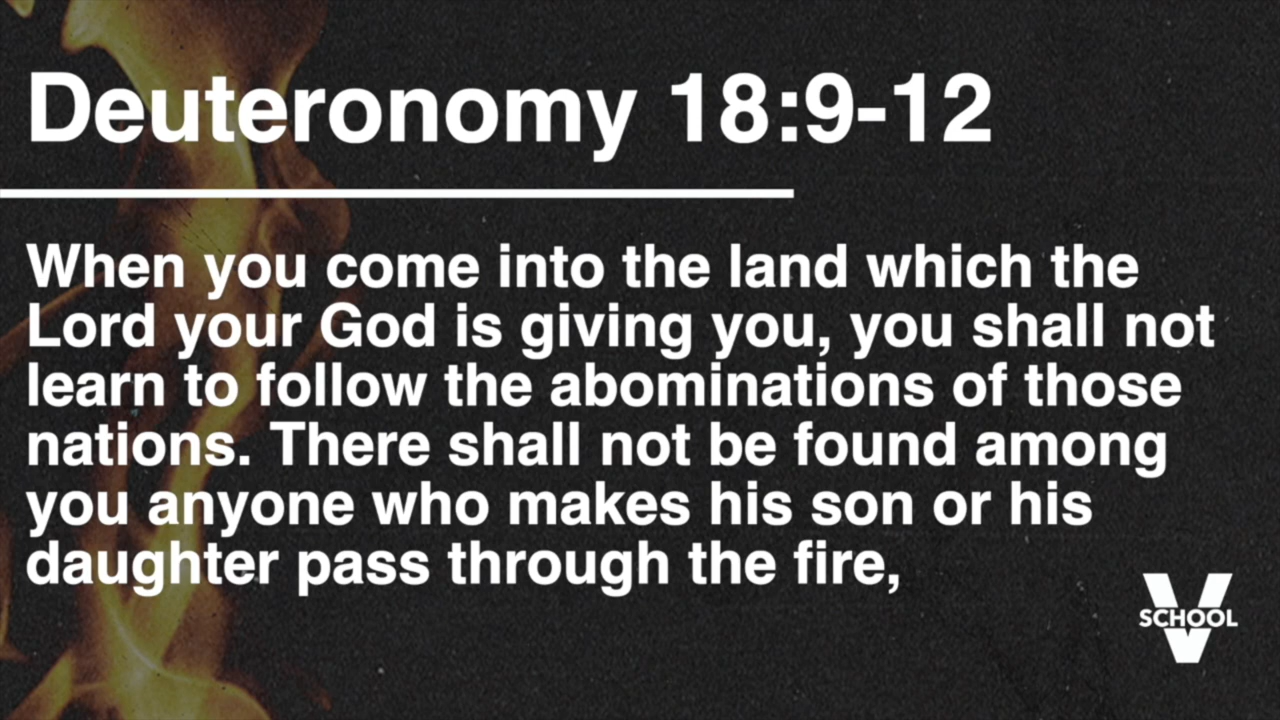 Deuteronomy 18:9-12
When you come into the land which the
Lord your God is giving you, you shall not
learn to follow the abominations of those
nations. There shall not be found among
you anyone who makes his son or his
daughter pass through the fire,
V
SCHOOL